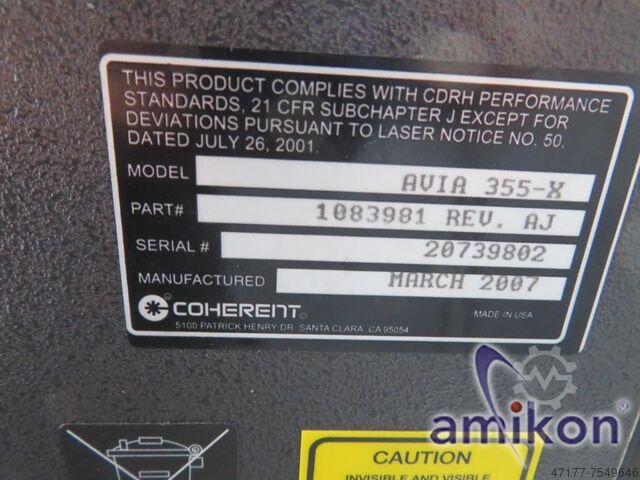 THIS PRODUCT COMPLIES WITH CDRH PERFORMANCE
STANDARDS, 21 CFR SUBCHAPTER J EXCEPT FOR
DEVIATIONS PURSUANT TO LASER NOTICE NO. 50,
DATED JULY 26, 2001.
MODEL AVIA 355-X
PART# 1083981 REV. AJ
SERIAL # 20739802
MANUFACTURED MARCH 2007
COHERENT MADE IN USA
5100 PATRICK HENRY DR. SANTA CLARA, CA 95054
amikon
CAUTION
INVISIBLE AND VISIBLE
47177-7549646